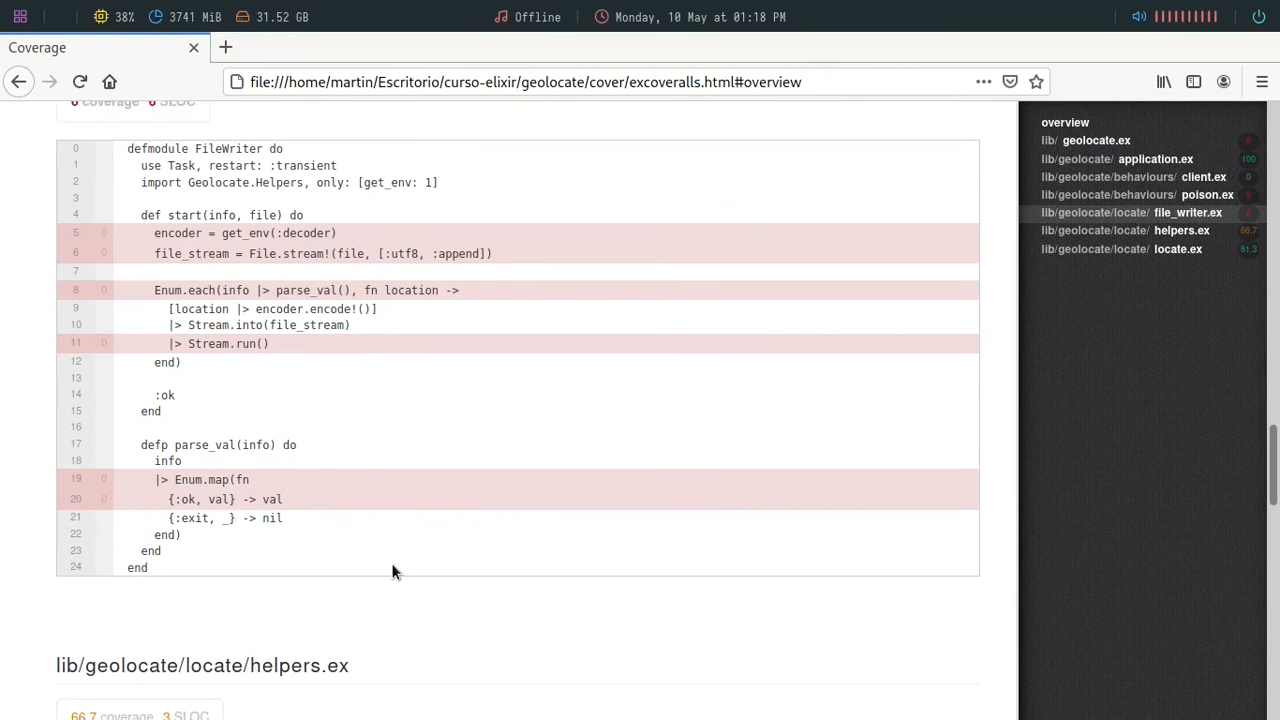 38%
3741 MiB
31.52 GB
Offline
Monday, 10 May at 01:18 PM
Coverage
file:///home/martin/Escritorio/curso-elixir/geolocate/cover/excoveralls.html#overview
coverage 6 SLOC
0 defmodule FileWriter do
1 use Task, restart: :transient
2 import Geolocate.Helpers, only: [get_env: 1]
3
4 def start(info, file) do
5 0 encoder = get_env(:decoder)
6 0 file_stream = File.stream!(file, [:utf8, :append])
7
8 0 Enum.each(info |> parse_val(), fn location ->
9 [location |> encoder.encode!()]
10 |> Stream.into(file_stream)
11 0 |> Stream.run()
12 end)
13
14 :ok
15 end
16
17 defp parse_val(info) do
18 info
19 0 |> Enum.map(fn
20 0 {:ok, val} -> val
21 {:exit, _} -> nil
22 end)
23 end
24 end
lib/geolocate/locate/helpers.ex
66.7 coverage 3 SLOC
overview
lib/ geolocate.ex 0
lib/geolocate/ application.ex 100
lib/geolocate/behaviours/ client.ex 0
lib/geolocate/behaviours/ poison.ex 0
lib/geolocate/locate/ file_writer.ex 0
lib/geolocate/locate/ helpers.ex 66.7
lib/geolocate/locate/ locate.ex 81.3